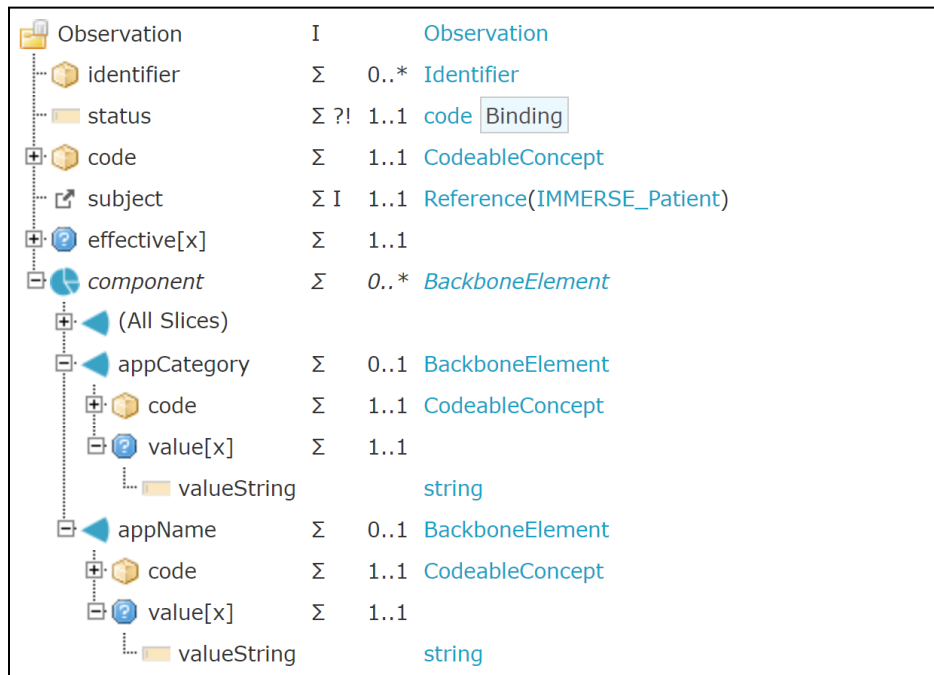 Observation I Observation
identifier Σ 0..* Identifier
status Σ ?! 1..1 code Binding
code Σ 1..1 CodeableConcept
subject Σ I 1..1 Reference(IMMERSE_Patient)
effective[x] Σ 1..1
component Σ 0..* BackboneElement
(All Slices)
appCategory Σ 0..1 BackboneElement
code Σ 1..1 CodeableConcept
value[x] Σ 1..1
valueString string
appName Σ 0..1 BackboneElement
code Σ 1..1 CodeableConcept
value[x] Σ 1..1
valueString string